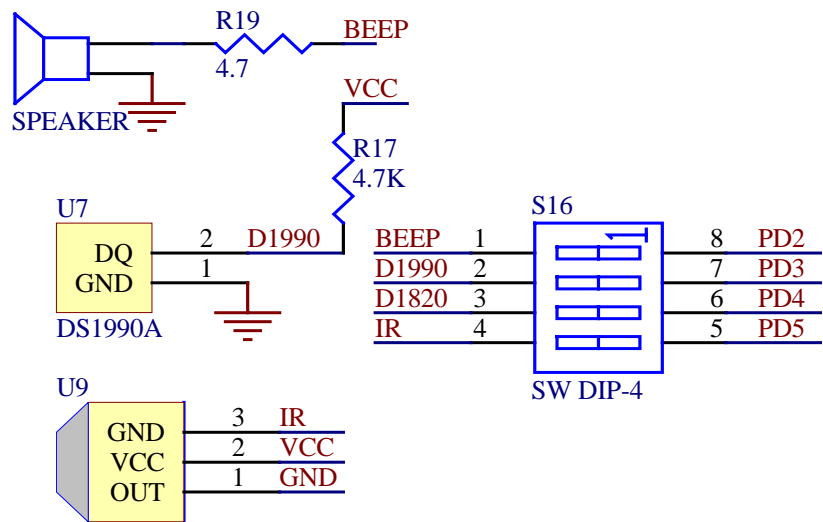 R19
BEEP
4.7
SPEAKER
VCC
R17
4.7K
U7
DQ 2 D1990
GND 1
DS1990A
S16
1
BEEP 1 8 PD2
D1990 2 7 PD3
D1820 3 6 PD4
IR 4 5 PD5
SW DIP-4
U9
GND 3 IR
VCC 2 VCC
OUT 1 GND